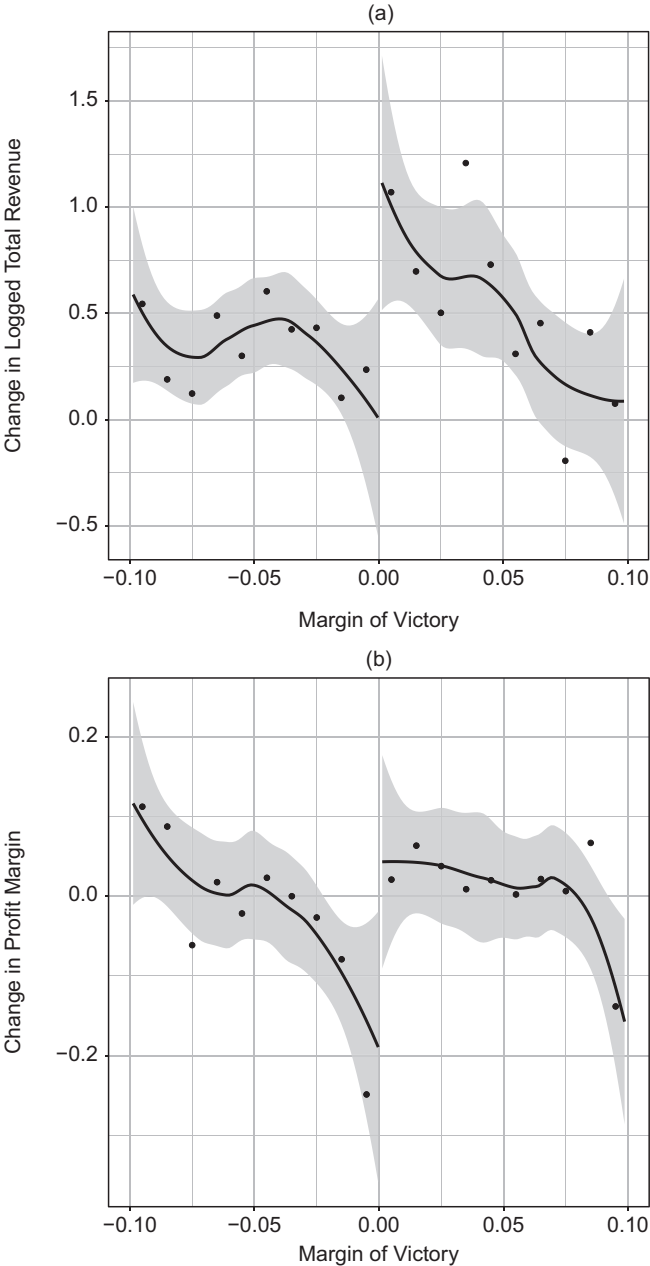 (a)
Change in Logged Total Revenue
1.5
1.0
0.5
0.0
−0.5
−0.10 −0.05 0.00 0.05 0.10
Margin of Victory
(b)
Change in Profit Margin
0.2
0.0
−0.2
−0.10 −0.05 0.00 0.05 0.10
Margin of Victory